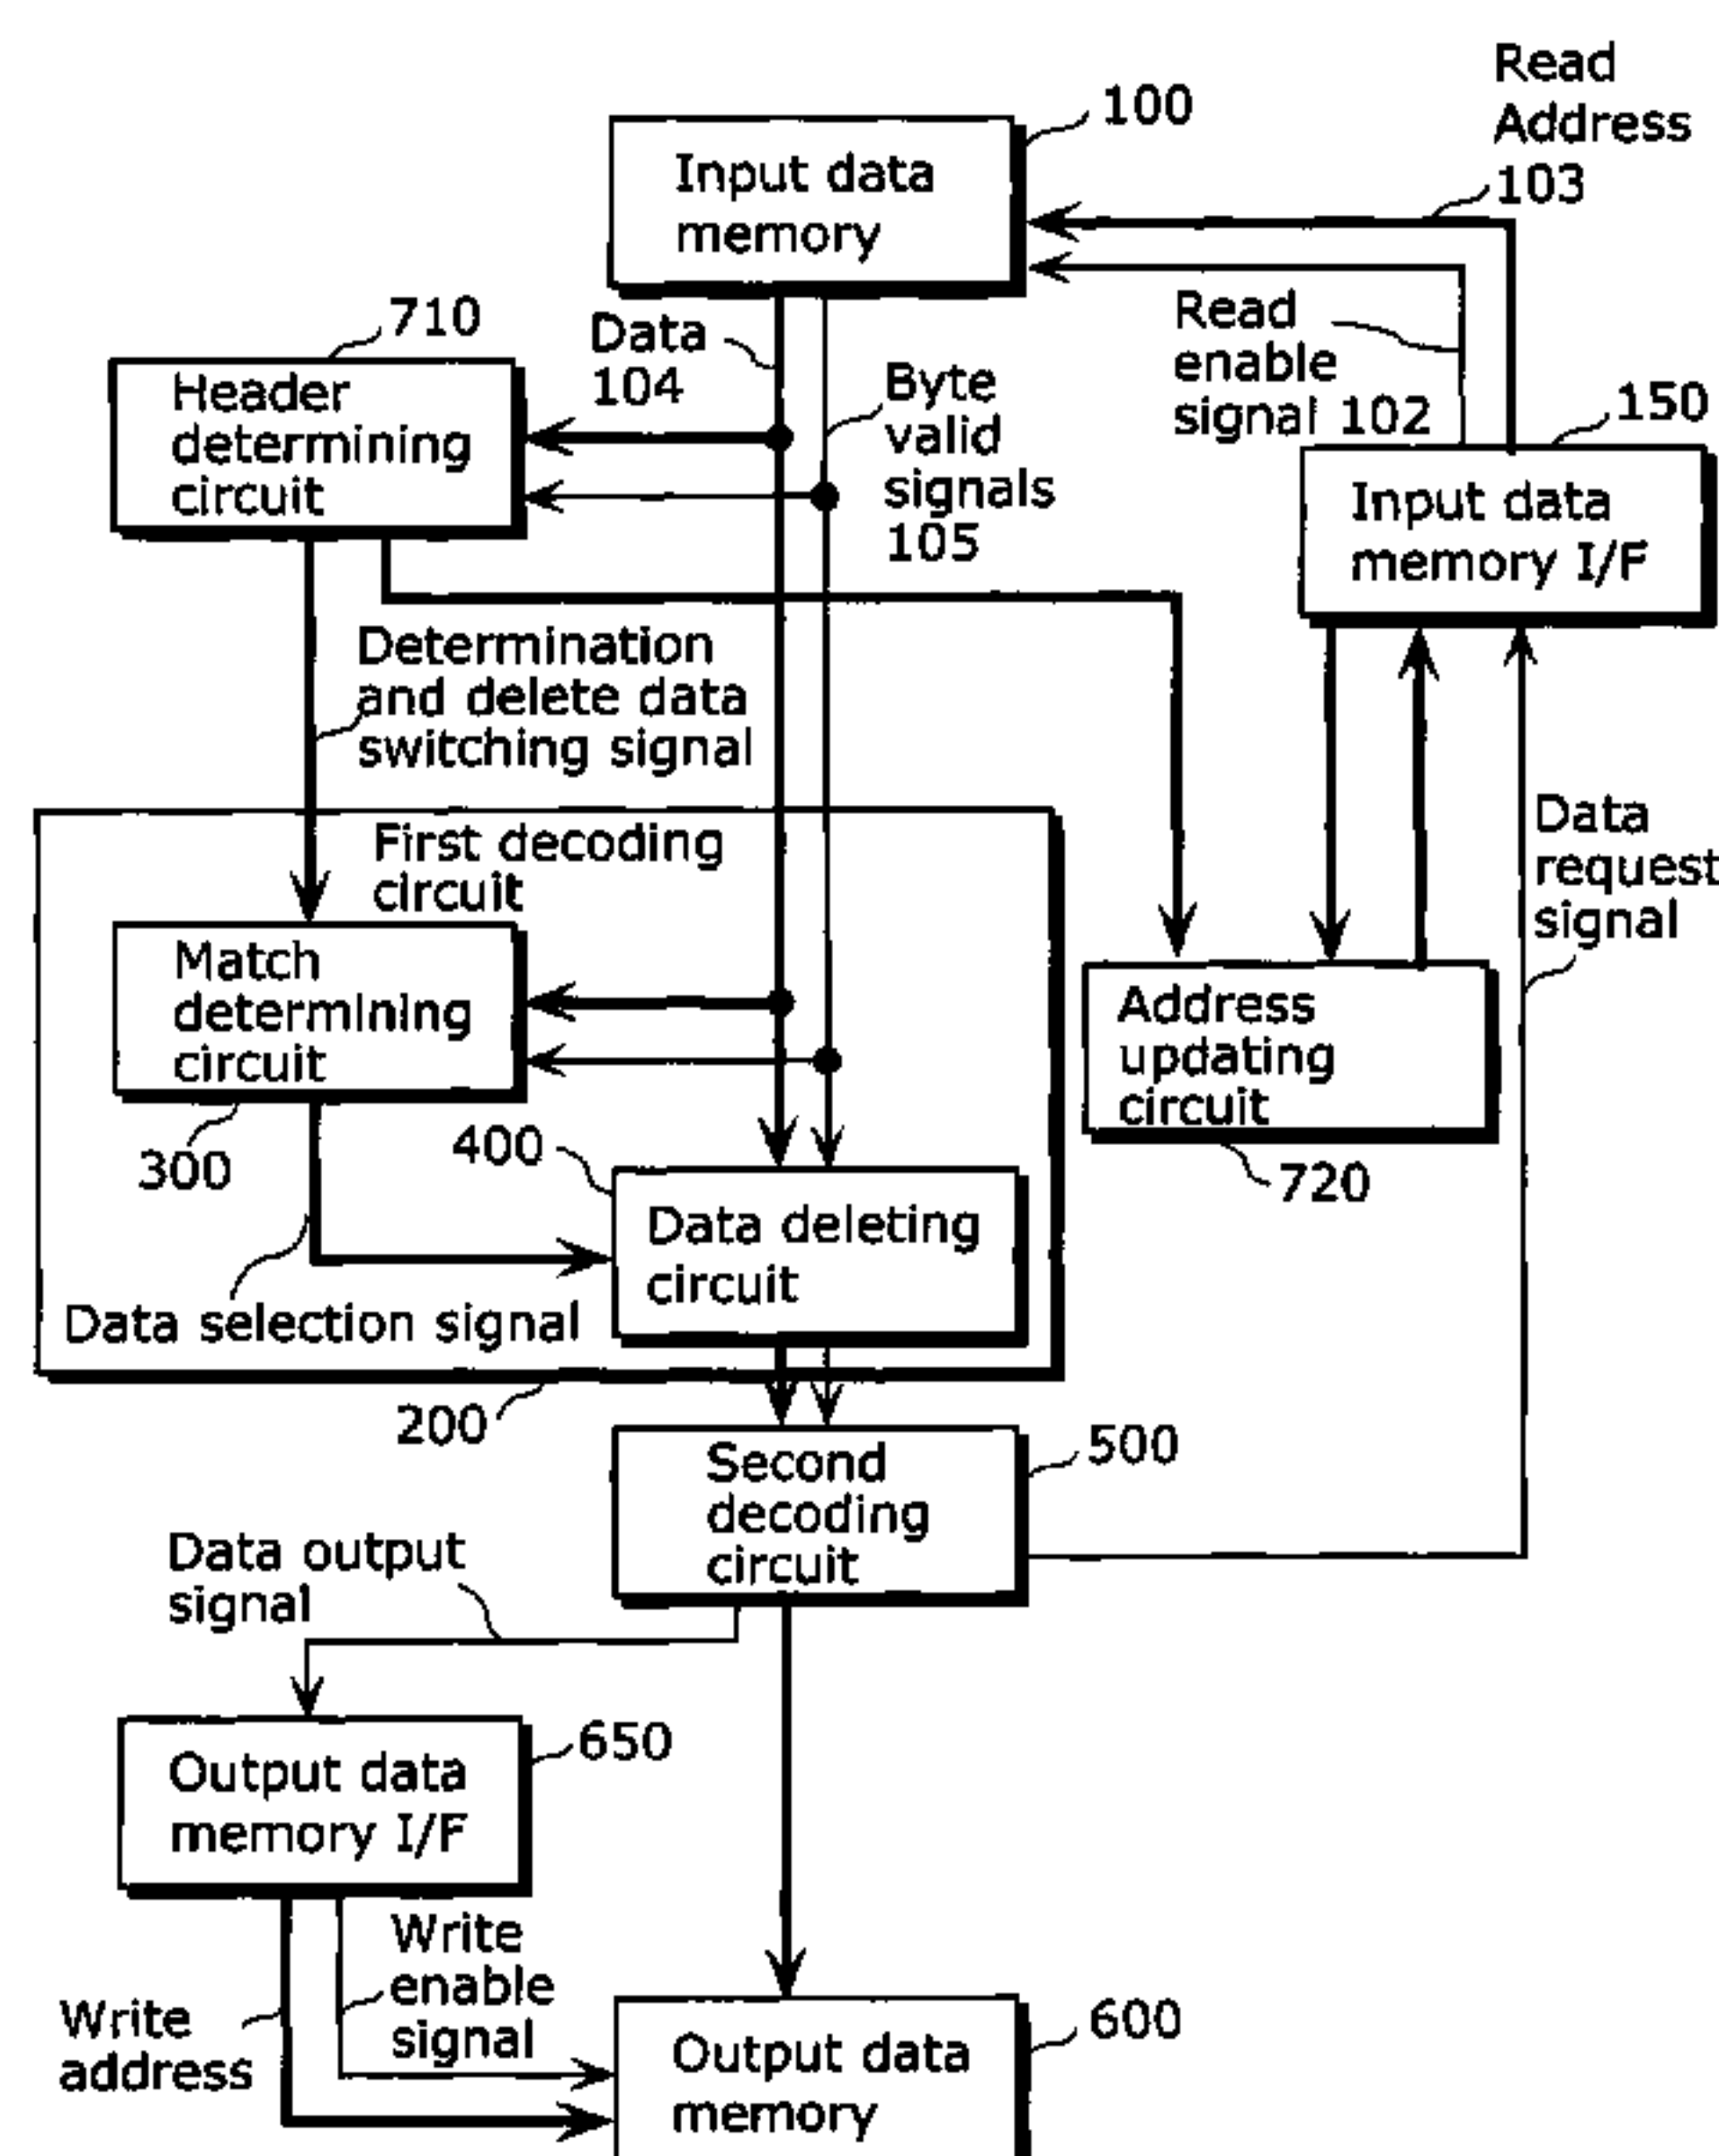 Read
Address
103
100
Input data
memory
710
Data
104
Read
enable
signal 102
150
Header
determining
circuit
Byte
valid
signals
105
Input data
memory I/F
Determination
and delete data
switching signal
Data
request
signal
First decoding
circuit
Match
determining
circuit
Address
updating
circuit
300
400
720
Data deleting
circuit
Data selection signal
200
500
Second
decoding
circuit
Data output
signal
650
Output data
memory I/F
Write
enable
signal
Write
address
600
Output data
memory